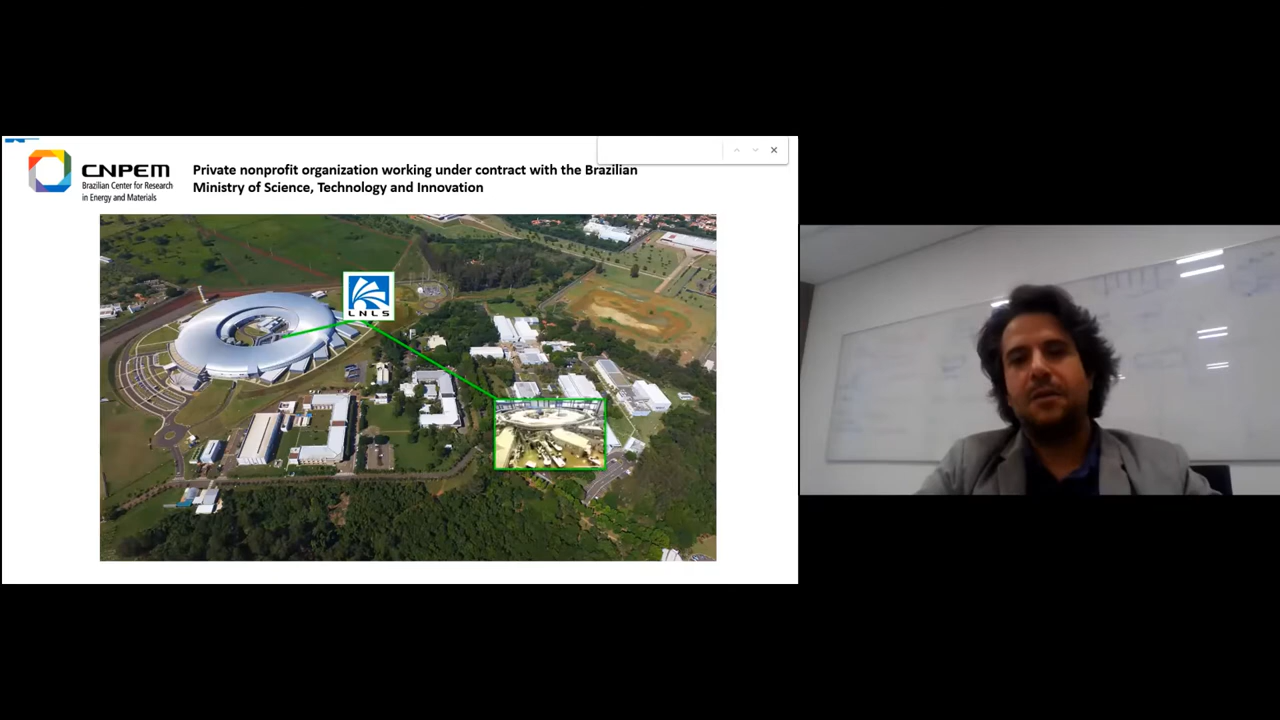 CNPEM
Brazilian Center for Research
in Energy and Materials
Private nonprofit organization working under contract with the Brazilian
Ministry of Science, Technology and Innovation
LNLS